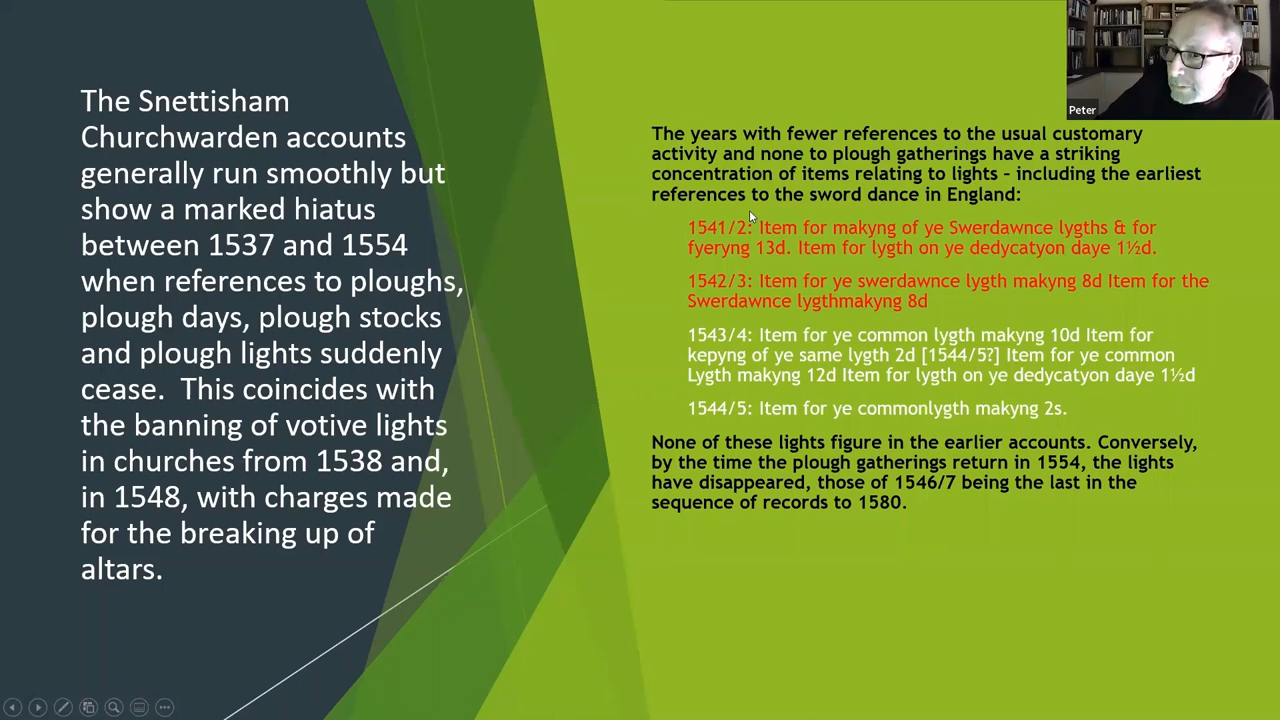 The Snettisham
Churchwarden accounts
generally run smoothly but
show a marked hiatus
between 1537 and 1554
when references to ploughs,
plough days, plough stocks
and plough lights suddenly
cease.  This coincides with
the banning of votive lights
in churches from 1538 and,
in 1548, with charges made
for the breaking up of
altars.
The years with fewer references to the usual customary
activity and none to plough gatherings have a striking
concentration of items relating to lights – including the earliest
references to the sword dance in England:
1541/2: Item for makyng of ye Swerdawnce lygths & for
fyeryng 13d. Item for lygth on ye dedycatyon daye 1½d.
1542/3: Item for ye swerdawnce lygth makyng 8d Item for the
Swerdawnce lygthmakyng 8d
1543/4: Item for ye common lygth makyng 10d Item for
kepyng of ye same lygth 2d [1544/5?] Item for ye common
Lygth makyng 12d Item for lygth on ye dedycatyon daye 1½d
1544/5: Item for ye commonlygth makyng 2s.
None of these lights figure in the earlier accounts. Conversely,
by the time the plough gatherings return in 1554, the lights
have disappeared, those of 1546/7 being the last in the
sequence of records to 1580.
Peter